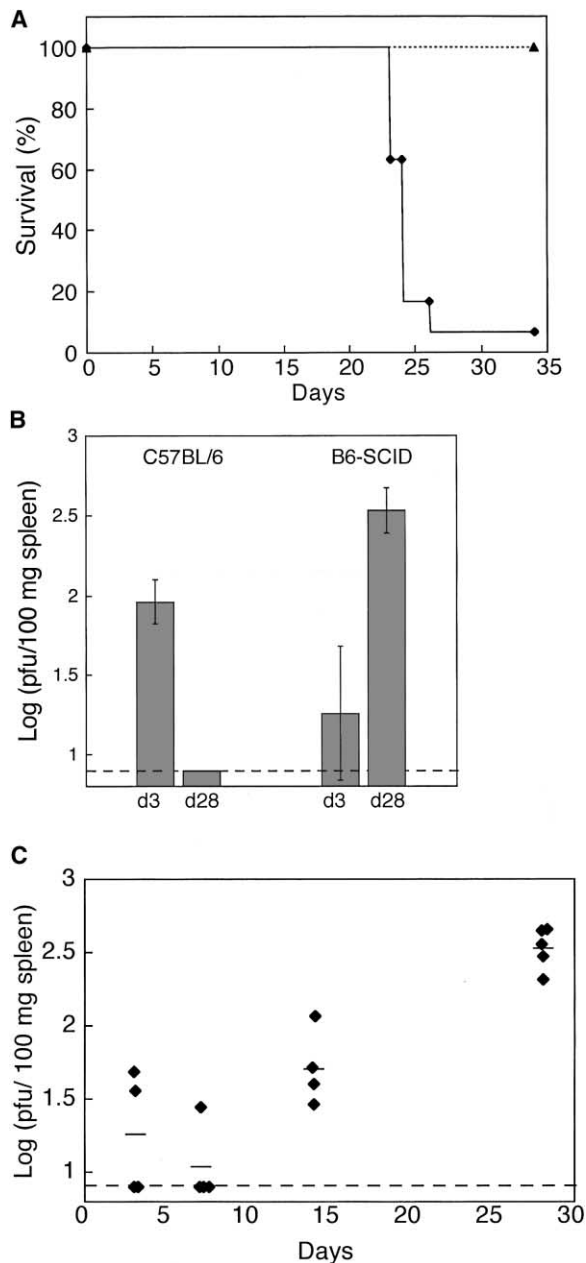 A
Survival (%)
100
80
60
40
20
0
0 5 10 15 20 25 30 35
Days
B
Log (pfu/100 mg spleen)
3
2.5
2
1.5
1
C57BL/6 B6-SCID
d3 d28 d3 d28
C
Log (pfu/ 100 mg spleen)
3
2.5
2
1.5
1
0 5 10 15 20 25 30
Days